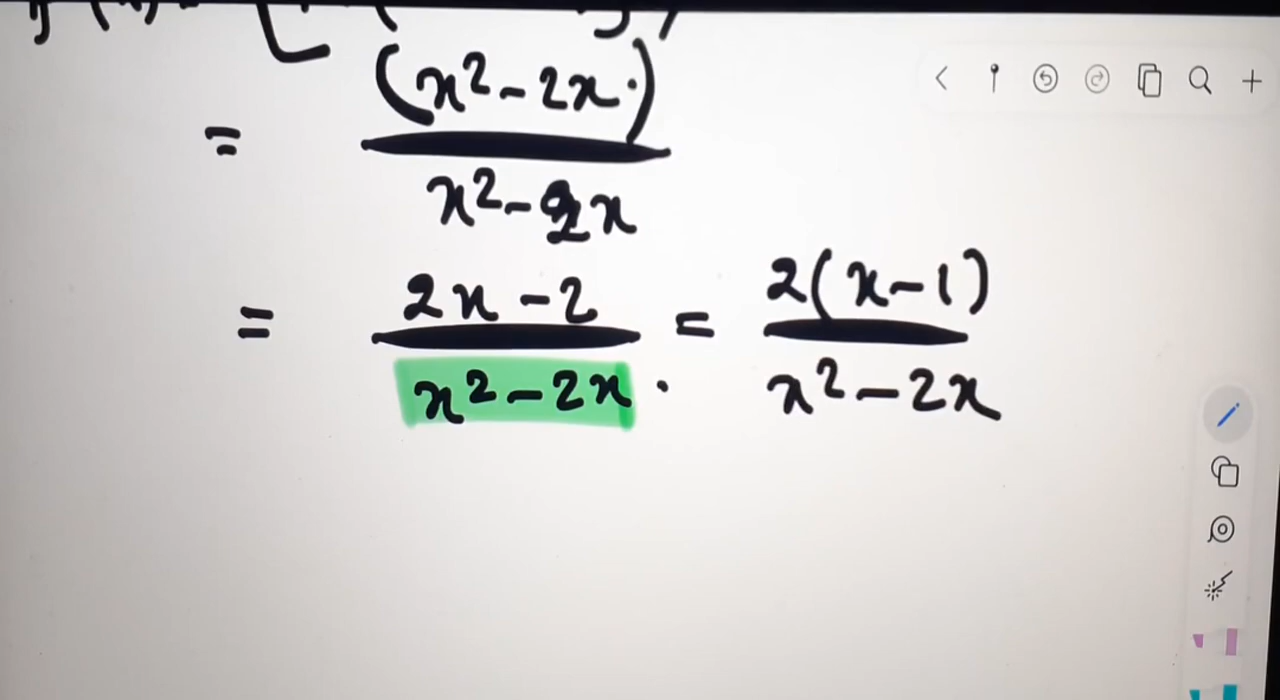 = (x²-2x)' / x²-2x
= 2x-2 / x²-2x . = 2(x-1) / x²-2x